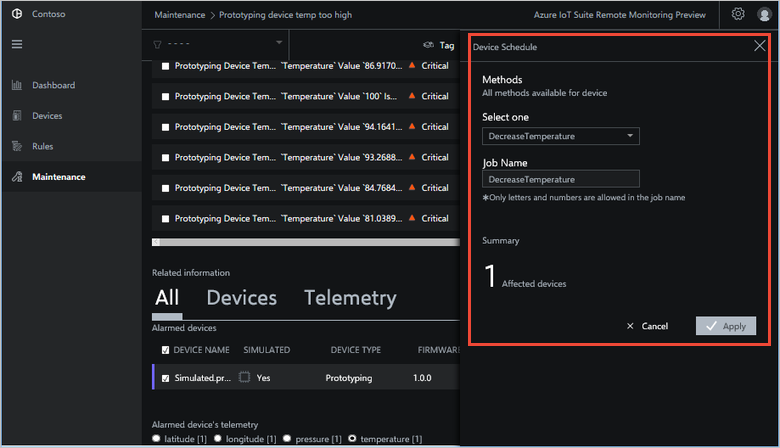 Contoso
Maintenance > Prototyping device temp too high
Azure IoT Suite Remote Monitoring Preview
Dashboard
Devices
Rules
Maintenance
- - - -
Tag
Prototyping Device Tem... `Temperature` Value `86.9170... Critical
Prototyping Device Tem... `Temperature` Value `100` Is... Critical
Prototyping Device Tem... `Temperature` Value `94.1641... Critical
Prototyping Device Tem... `Temperature` Value `93.2688... Critical
Prototyping Device Tem... `Temperature` Value `84.7684... Critical
Prototyping Device Tem... `Temperature` Value `81.0389... Critical
Related information
All Devices Telemetry
Alarmed devices
DEVICE NAME SIMULATED DEVICE TYPE FIRMWARE
Simulated.pr... Yes Prototyping 1.0.0
Alarmed device's telemetry
latitude [1] longitude [1] pressure [1] temperature [1]
Device Schedule
Methods
All methods available for device
Select one
DecreaseTemperature
Job Name
DecreaseTemperature
✱Only letters and numbers are allowed in the job name
Summary
1 Affected devices
Cancel Apply